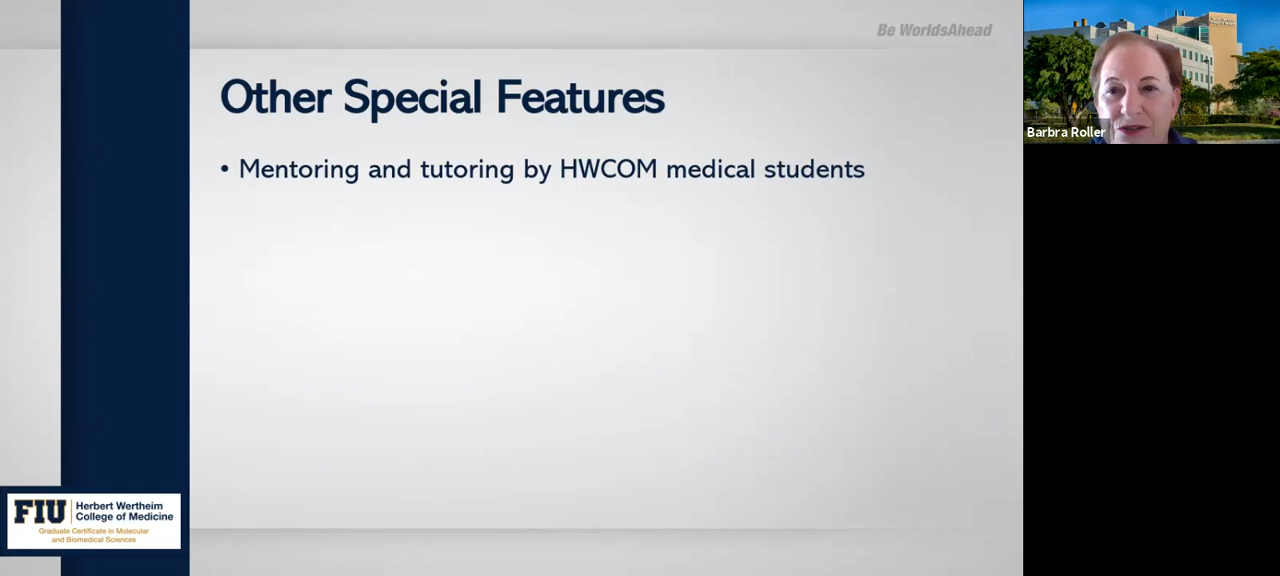 Be WorldsAhead
Other Special Features
• Mentoring and tutoring by HWCOM medical students
Barbra Roller
FIU
Herbert Wertheim
College of Medicine
Graduate Certificate in Molecular
and Biomedical Sciences